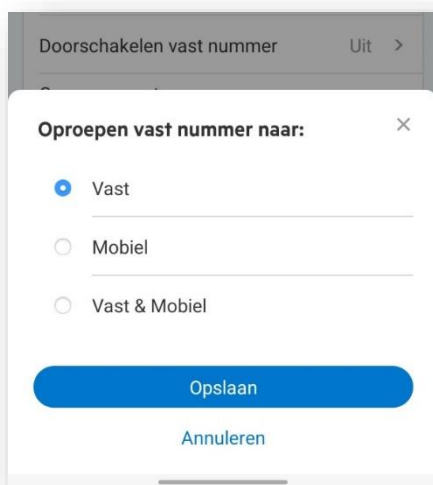 Doorschakelen vast nummer Uit >
Oproepen vast nummer naar:
Vast
Mobiel
Vast & Mobiel
Opslaan
Annuleren